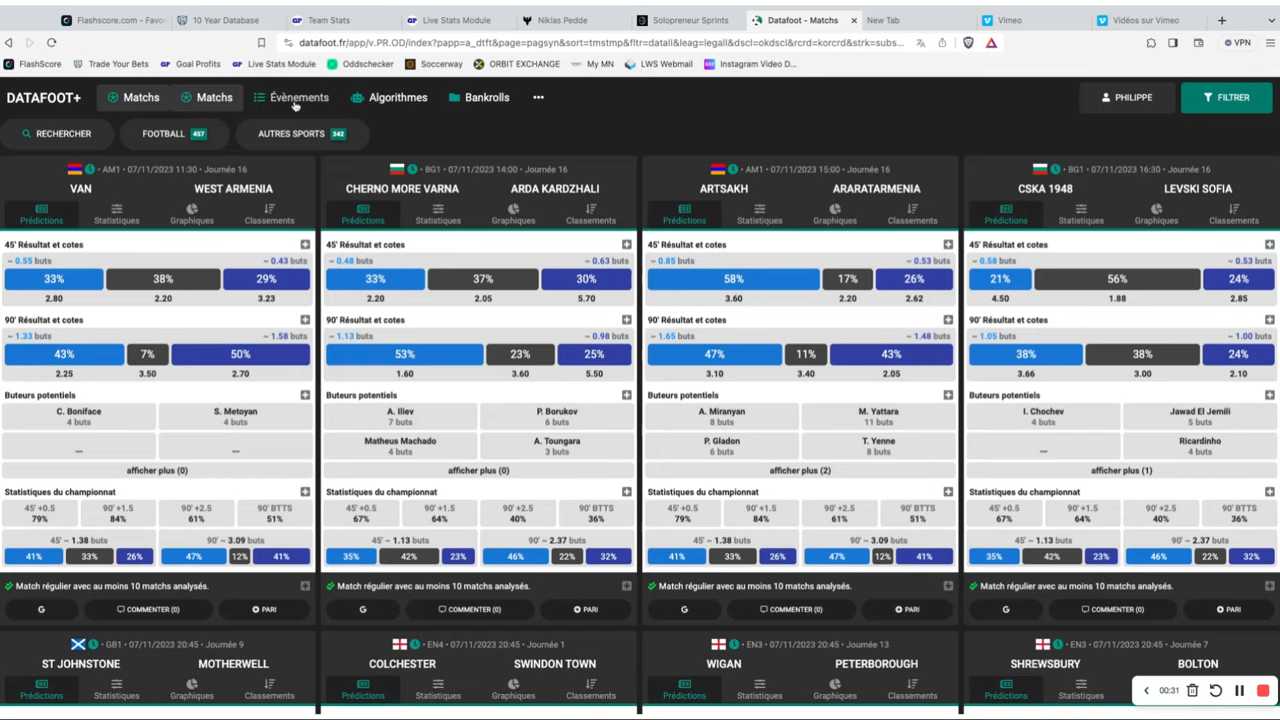 Flashscore.com - Favo
10 Year Database
Team Stats
Live Stats Module
Niklas Pedde
Solopreneur Sprints
Datafoot - Matchs
New Tab
Vimeo
Vidéos sur Vimeo
datafoot.fr/app/v.PR.OD/index?papp=a_dtft&page=pagsyn&sort=tmstmp&fltr=datall&leag=legall&dscl=okdscl&rcrd=korcrd&strk=subs...
VPN
FlashScore
Trade Your Bets
Goal Profits
Live Stats Module
Oddschecker
Soccerway
ORBIT EXCHANGE
My MN
LWS Webmail
Instagram Video D...
DATAFOOT+
Matchs
Matchs
Évènements
Algorithmes
Bankrolls
PHILIPPE
FILTRER
RECHERCHER
FOOTBALL 457
AUTRES SPORTS 342
AM1 • 07/11/2023 11:30 • Journée 16
VAN WEST ARMENIA
Prédictions Statistiques Graphiques Classements
45' Résultat et cotes
~ 0.55 buts ~ 0.43 buts
33% 38% 29%
2.80 2.20 3.23
90' Résultat et cotes
~ 1.33 buts ~ 1.58 buts
43% 7% 50%
2.25 3.50 2.70
Buteurs potentiels
C. Boniface S. Metoyan
4 buts 4 buts
— —
afficher plus (0)
Statistiques du championnat
45' +0.5 90' +1.5 90' +2.5 90' BTTS
79% 84% 61% 51%
45' ~ 1.38 buts 90' ~ 3.09 buts
41% 33% 26% 47% 12% 41%
Match régulier avec au moins 10 matchs analysés.
G COMMENTER (0) PARI
BG1 • 07/11/2023 14:00 • Journée 16
CHERNO MORE VARNA ARDA KARDZHALI
Prédictions Statistiques Graphiques Classements
45' Résultat et cotes
~ 0.48 buts ~ 0.63 buts
33% 37% 30%
2.20 2.05 5.70
90' Résultat et cotes
~ 1.13 buts ~ 0.98 buts
53% 23% 25%
1.60 3.60 5.50
Buteurs potentiels
A. Iliev P. Borukov
7 buts 6 buts
Matheus Machado A. Toungara
4 buts 3 buts
afficher plus (0)
Statistiques du championnat
45' +0.5 90' +1.5 90' +2.5 90' BTTS
67% 64% 40% 36%
45' ~ 1.13 buts 90' ~ 2.37 buts
35% 42% 23% 46% 22% 32%
Match régulier avec au moins 10 matchs analysés.
G COMMENTER (0) PARI
AM1 • 07/11/2023 15:00 • Journée 16
ARTSAKH ARARATARMENIA
Prédictions Statistiques Graphiques Classements
45' Résultat et cotes
~ 0.85 buts ~ 0.53 buts
58% 17% 26%
3.60 2.20 2.62
90' Résultat et cotes
~ 1.65 buts ~ 1.48 buts
47% 11% 43%
3.10 3.40 2.05
Buteurs potentiels
A. Miranyan M. Yattara
8 buts 11 buts
P. Gladon T. Yenne
6 buts 8 buts
afficher plus (2)
Statistiques du championnat
45' +0.5 90' +1.5 90' +2.5 90' BTTS
79% 84% 61% 51%
45' ~ 1.38 buts 90' ~ 3.09 buts
41% 33% 26% 47% 12% 41%
Match régulier avec au moins 10 matchs analysés.
G COMMENTER (0) PARI
BG1 • 07/11/2023 16:30 • Journée 16
CSKA 1948 LEVSKI SOFIA
Prédictions Statistiques Graphiques Classements
45' Résultat et cotes
~ 0.58 buts ~ 0.53 buts
21% 56% 24%
4.50 1.88 2.85
90' Résultat et cotes
~ 1.05 buts ~ 1.00 buts
38% 38% 24%
3.66 3.00 2.10
Buteurs potentiels
I. Chochev Jawad El Jemili
4 buts 5 buts
— Ricardinho
4 buts
afficher plus (1)
Statistiques du championnat
45' +0.5 90' +1.5 90' +2.5 90' BTTS
67% 64% 40% 36%
45' ~ 1.13 buts 90' ~ 2.37 buts
35% 42% 23% 46% 22% 32%
Match régulier avec au moins 10 matchs analysés.
G COMMENTER (0) PARI
GB1 • 07/11/2023 20:45 • Journée 9
ST JOHNSTONE MOTHERWELL
Prédictions Statistiques Graphiques Classements
EN4 • 07/11/2023 20:45 • Journée 1
COLCHESTER SWINDON TOWN
Prédictions Statistiques Graphiques Classements
EN3 • 07/11/2023 20:45 • Journée 13
WIGAN PETERBOROUGH
Prédictions Statistiques Graphiques Classements
EN3 • 07/11/2023 20:45 • Journée 7
SHREWSBURY BOLTON
Prédictions Statistiques
00:31